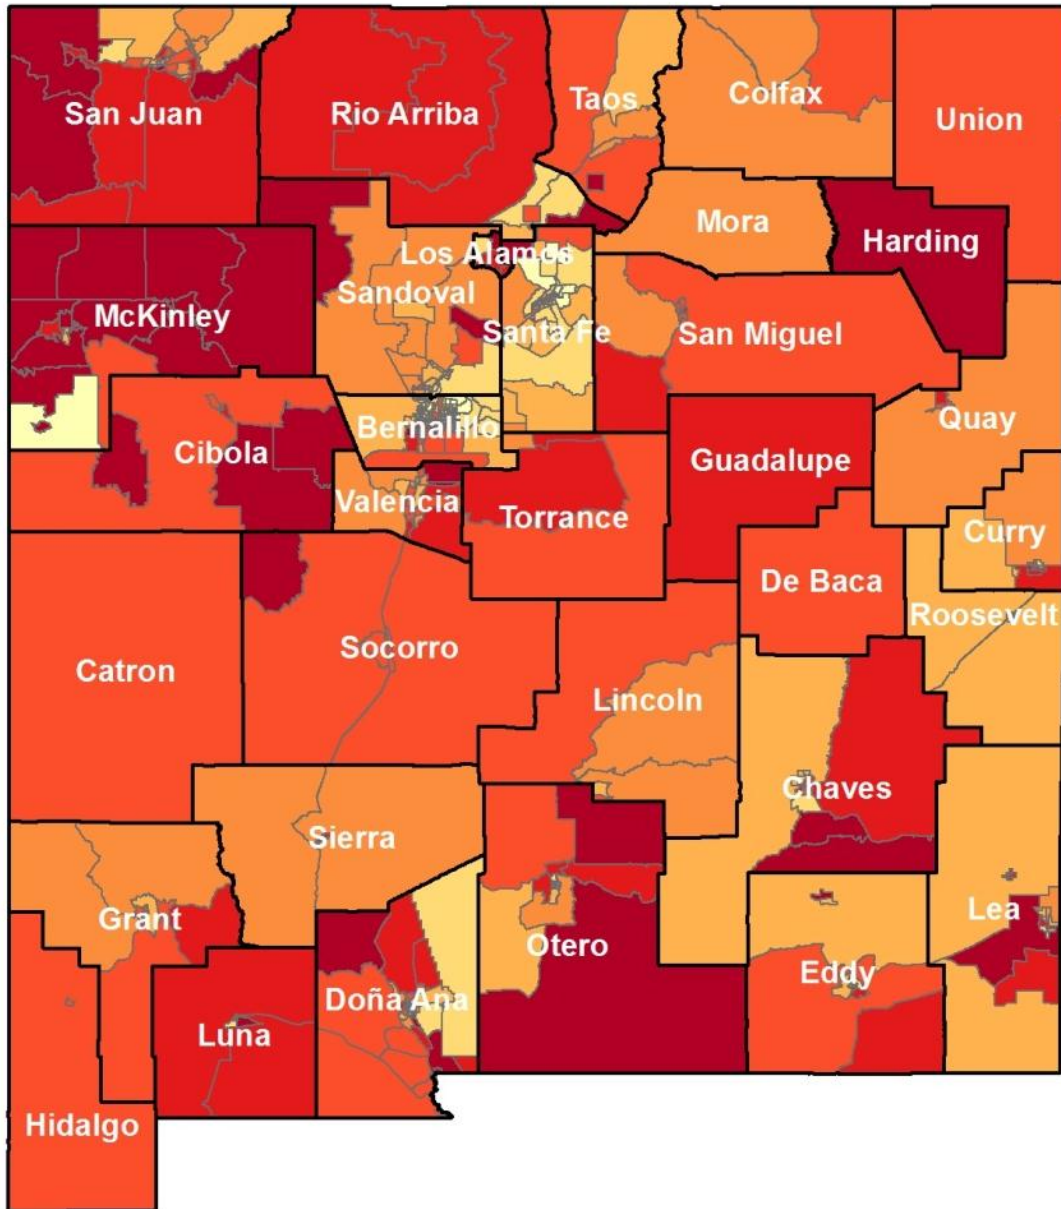 Taos
Colfax
San Juan
Rio Arriba
Union
Mora
Harding
Los Alamos
Sandoval
McKinley
Santa Fe
San Miguel
Quay
Bernalillo
Cibola
Guadalupe
Valencia
Torrance
Curry
De Baca
Roosevelt
Socorro
Catron
Lincoln
Chaves
Sierra
Grant
Lea
Otero
Eddy
Doña Ana
Luna
Hidalgo